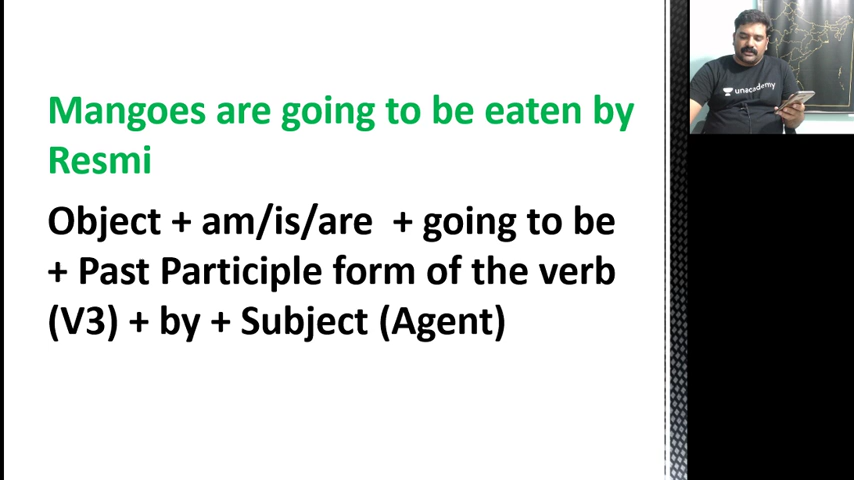 Mangoes are going to be eaten by
Resmi
Object + am/is/are + going to be
+ Past Participle form of the verb
(V3) + by + Subject (Agent)
unacademy